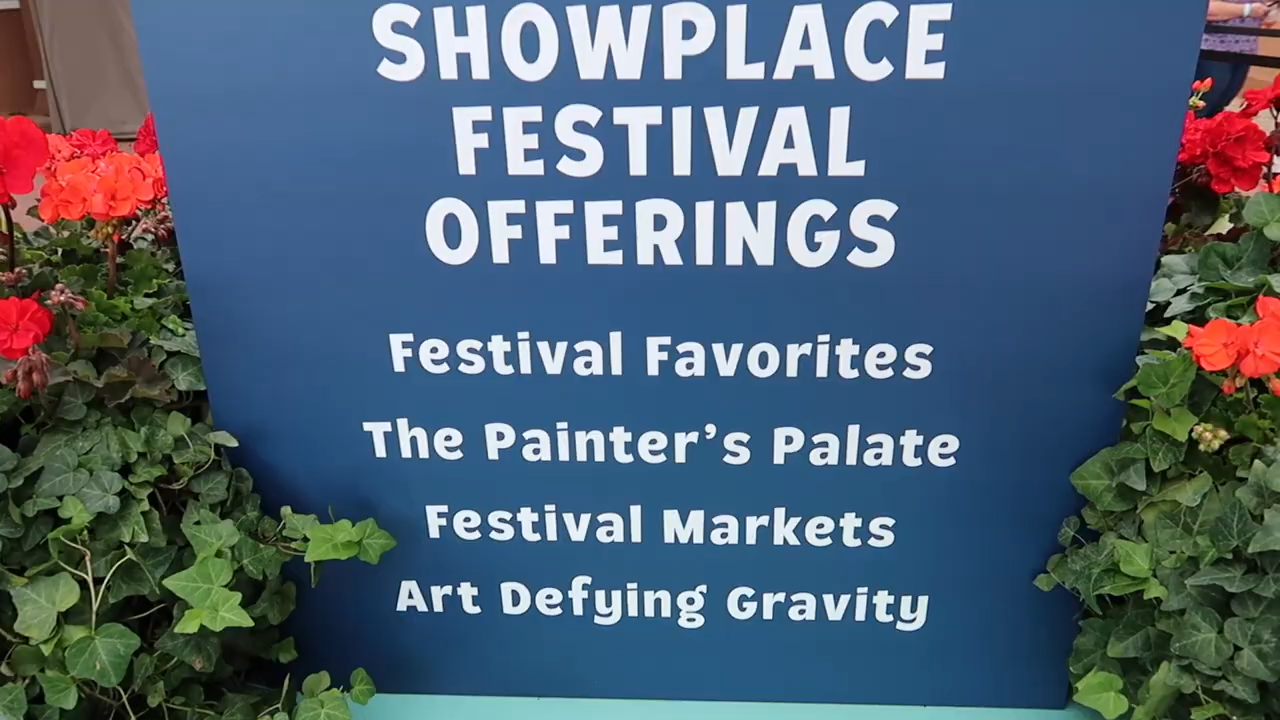 SHOWPLACE
FESTIVAL
OFFERINGS
Festival Favorites
The Painter’s Palate
Festival Markets
Art Defying Gravity